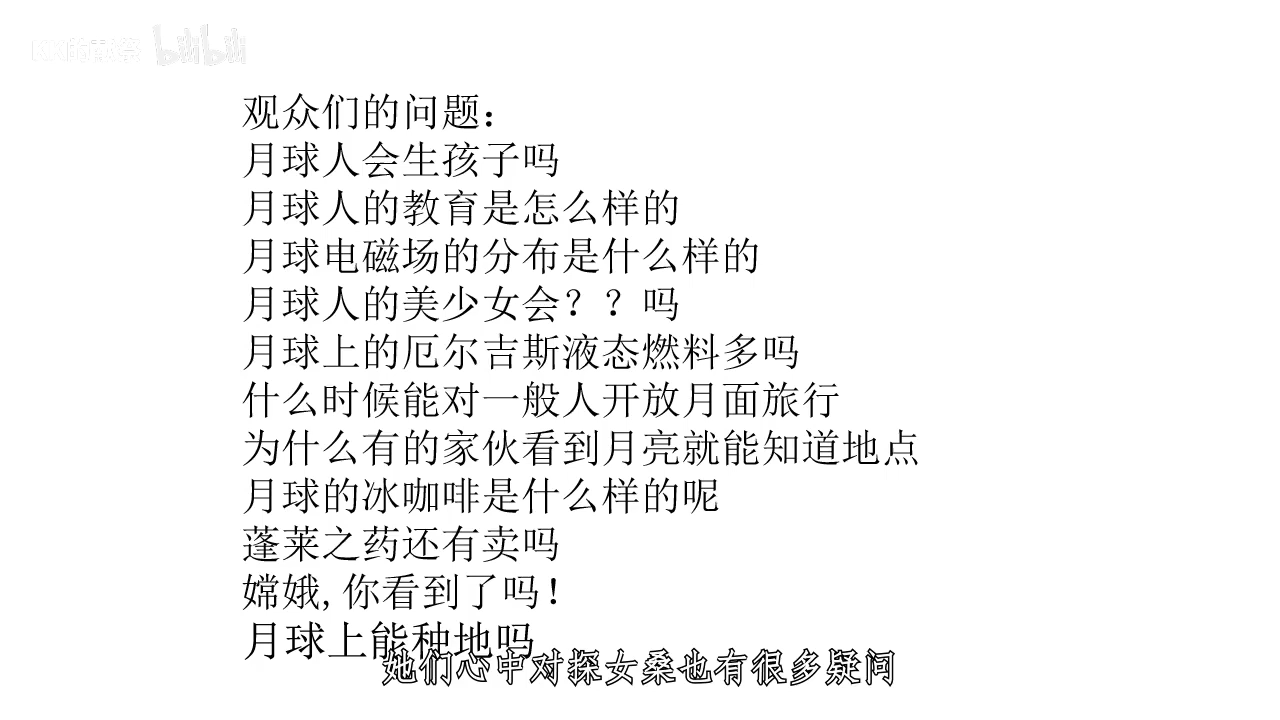 bilibili
观众们的问题：
月球人会生孩子吗
月球人的教育是怎么样的
月球电磁场的分布是什么样的
月球人的美少女会？？吗
月球上的厄尔吉斯液态燃料多吗
什么时候能对一般人开放月面旅行
为什么有的家伙看到月亮就能知道地点
月球的冰咖啡是什么样的呢
蓬莱之药还有卖吗
嫦娥,你看到了吗！
月球上能种地吗
她们心中对探女桑也有很多疑问